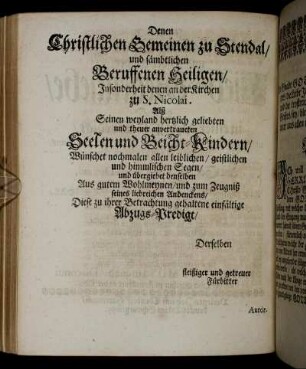 Denen
Christlichen Gemeinen zu Stendal/
und sämbtlichen
Beruffenen Heiligen/
Insonderheit denen an der Kirchen
zu S. Nicolai.
Alß
Seinen weyland hertzlich geliebten
und theuer anvertraueten
Seelen und Beicht-Kindern/
Wünschet nochmalen allen leiblichen/ geistlichen
und himmlischen Segen/
und übergiebet denselben
Aus gutem Wohlmeynen/ und zum Zeugniß
seines liebreichen Andenckens/
Diese zu ihrer Betrachtung gehaltene einfältige
Abzugs-Predigt/
Derselben
fleißiger und getreuer
Fürbitter
Autor.